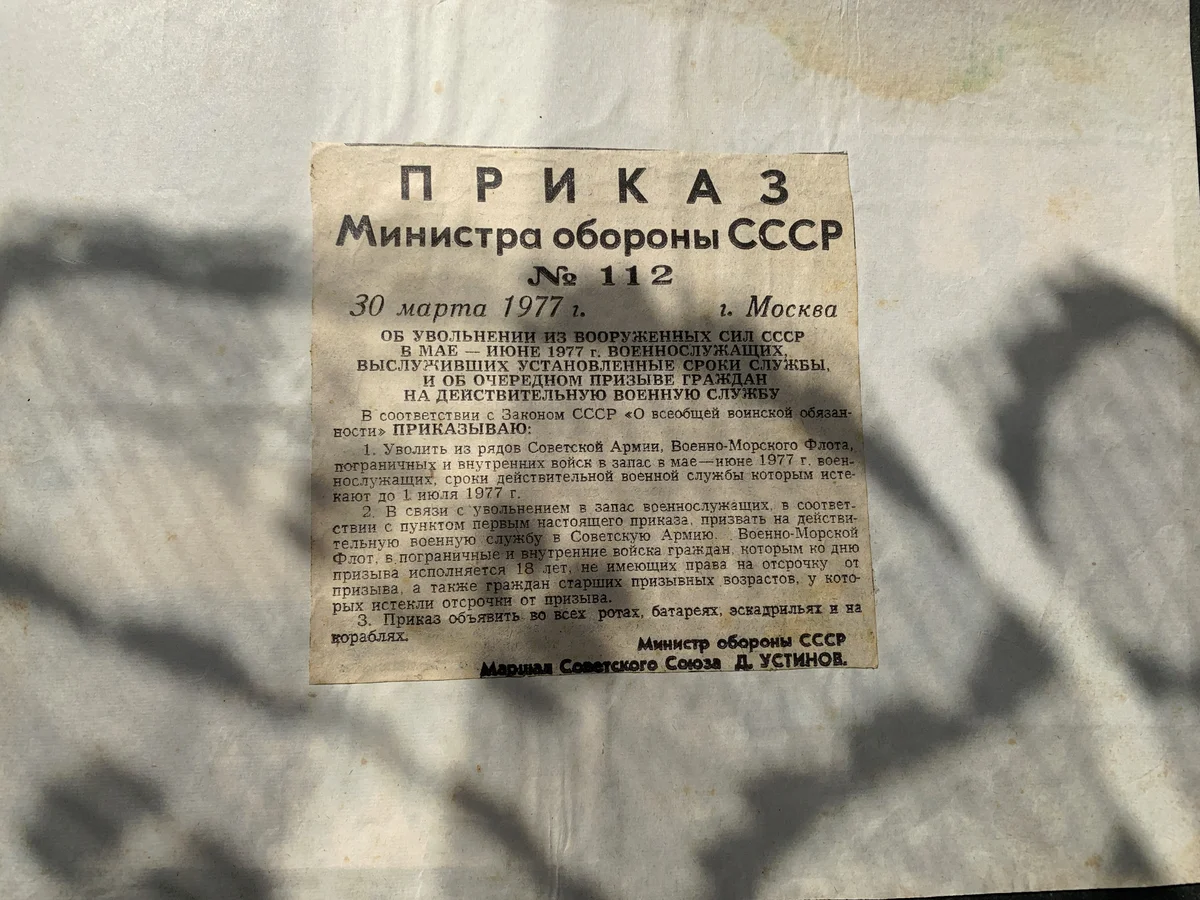 ПРИКАЗ
Министра обороны СССР
№ 112
30 марта 1977 г. г. Москва
ОБ УВОЛЬНЕНИИ ИЗ ВООРУЖЕННЫХ СИЛ СССР
В МАЕ — ИЮНЕ 1977 г. ВОЕННОСЛУЖАЩИХ,
ВЫСЛУЖИВШИХ УСТАНОВЛЕННЫЕ СРОКИ СЛУЖБЫ,
И ОБ ОЧЕРЕДНОМ ПРИЗЫВЕ ГРАЖДАН
НА ДЕЙСТВИТЕЛЬНУЮ ВОЕННУЮ СЛУЖБУ
В соответствии с Законом СССР «О всеобщей воинской обязан-
ности» ПРИКАЗЫВАЮ:
1. Уволить из рядов Советской Армии, Военно-Морского Флота,
пограничных и внутренних войск в запас в мае—июне 1977 г. воен-
нослужащих, сроки действительной военной службы которым исте-
кают до 1 июля 1977 г.
2. В связи с увольнением в запас военнослужащих, в соответ-
ствии с пунктом первым настоящего приказа, призвать на действи-
тельную военную службу в Советскую Армию. Военно-Морской
Флот, в пограничные и внутренние войска граждан, которым ко дню
призыва исполняется 18 лет, не имеющих права на отсрочку от
призыва, а также граждан старших призывных возрастов, у кото-
рых истекли отсрочки от призыва.
3. Приказ объявить во всех ротах, батареях, эскадрильях и на
кораблях.
Министр обороны СССР
Маршал Советского Союза Д. УСТИНОВ.